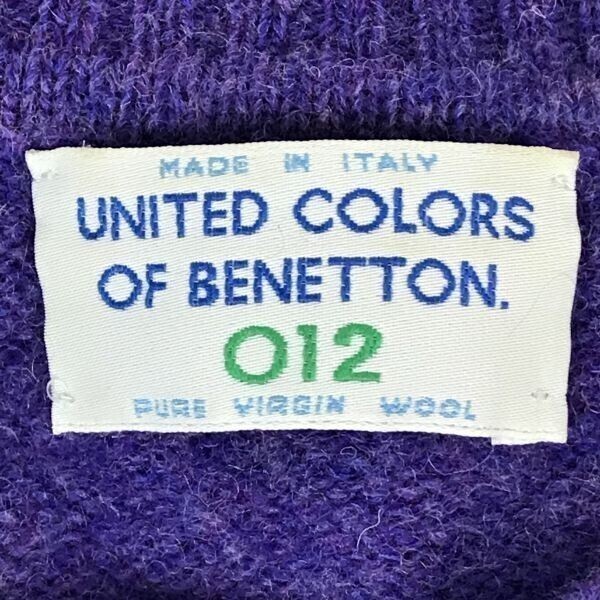 MADE IN ITALY
UNITED COLORS
OF BENETTON.
012
PURE VIRGIN WOOL